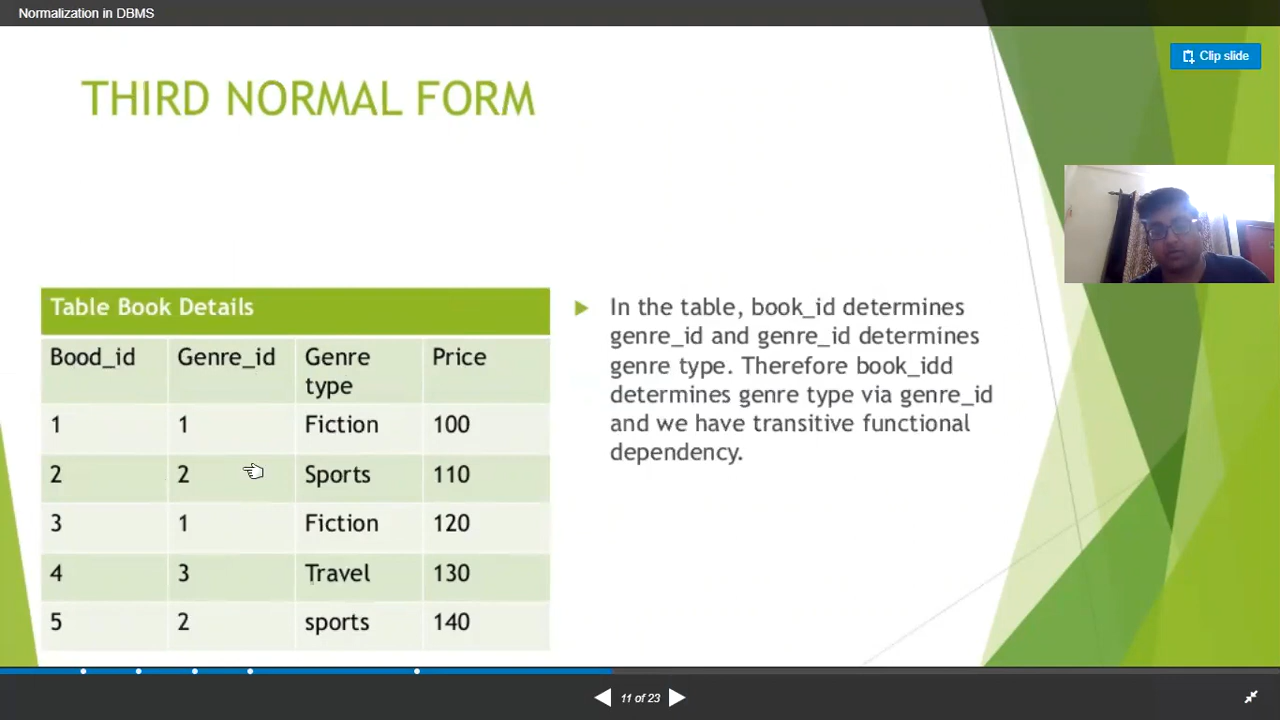 Normalization in DBMS
Clip slide
THIRD NORMAL FORM
Table Book Details
Bood_id Genre_id Genre type Price
1 1 Fiction 100
2 2 Sports 110
3 1 Fiction 120
4 3 Travel 130
5 2 sports 140
In the table, book_id determines
genre_id and genre_id determines
genre type. Therefore book_idd
determines genre type via genre_id
and we have transitive functional
dependency.
11 of 23